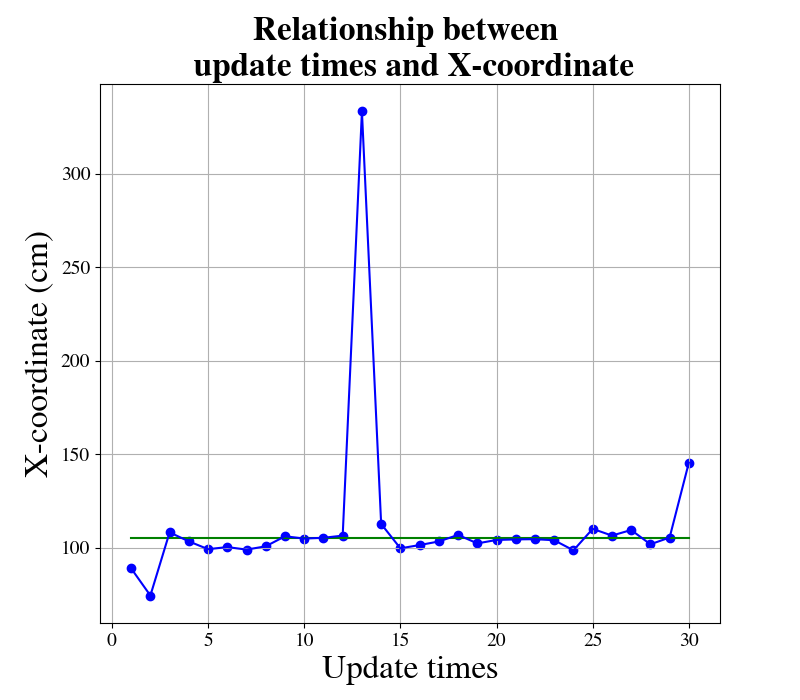 Relationship between
update times and X-coordinate
X-coordinate (cm)
300
250
200
150
100
0 5 10 15 20 25 30
Update times